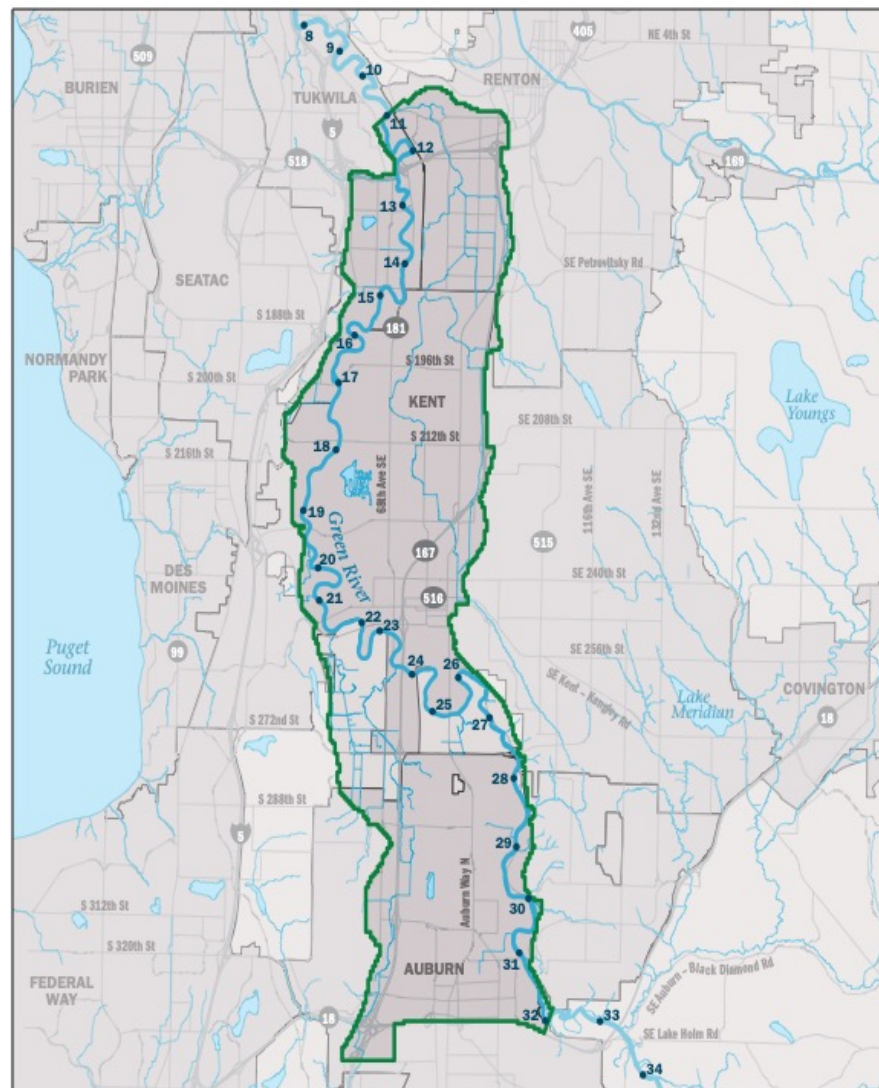 8
405
NE 4th St
9
509
10
RENTON
BURIEN
TUKWILA
5
11
12
518
169
13
14
SE Petrovitsky Rd
SEATAC
15
S 188th St
181
16
NORMANDY
PARK
S 196th St
17
S 200th St
KENT
Lake
Youngs
SE 208th St
S 212th St
18
S 216th St
68th Ave SE
116th Ave SE
132nd Ave SE
19
Green River
167
515
20
DES
MOINES
SE 240th St
21
516
22
23
Puget
Sound
99
SE 256th St
24
26
SE Kent - Kangley Rd
COVINGTON
25
27
Lake
Meridian
18
S 272nd St
28
S 288th St
5
29
Auburn Way N
30
S 312th St
31
S 320th St
AUBURN
SE Auburn - Black Diamond Rd
FEDERAL
WAY
18
32
33
SE Lake Holm Rd
34